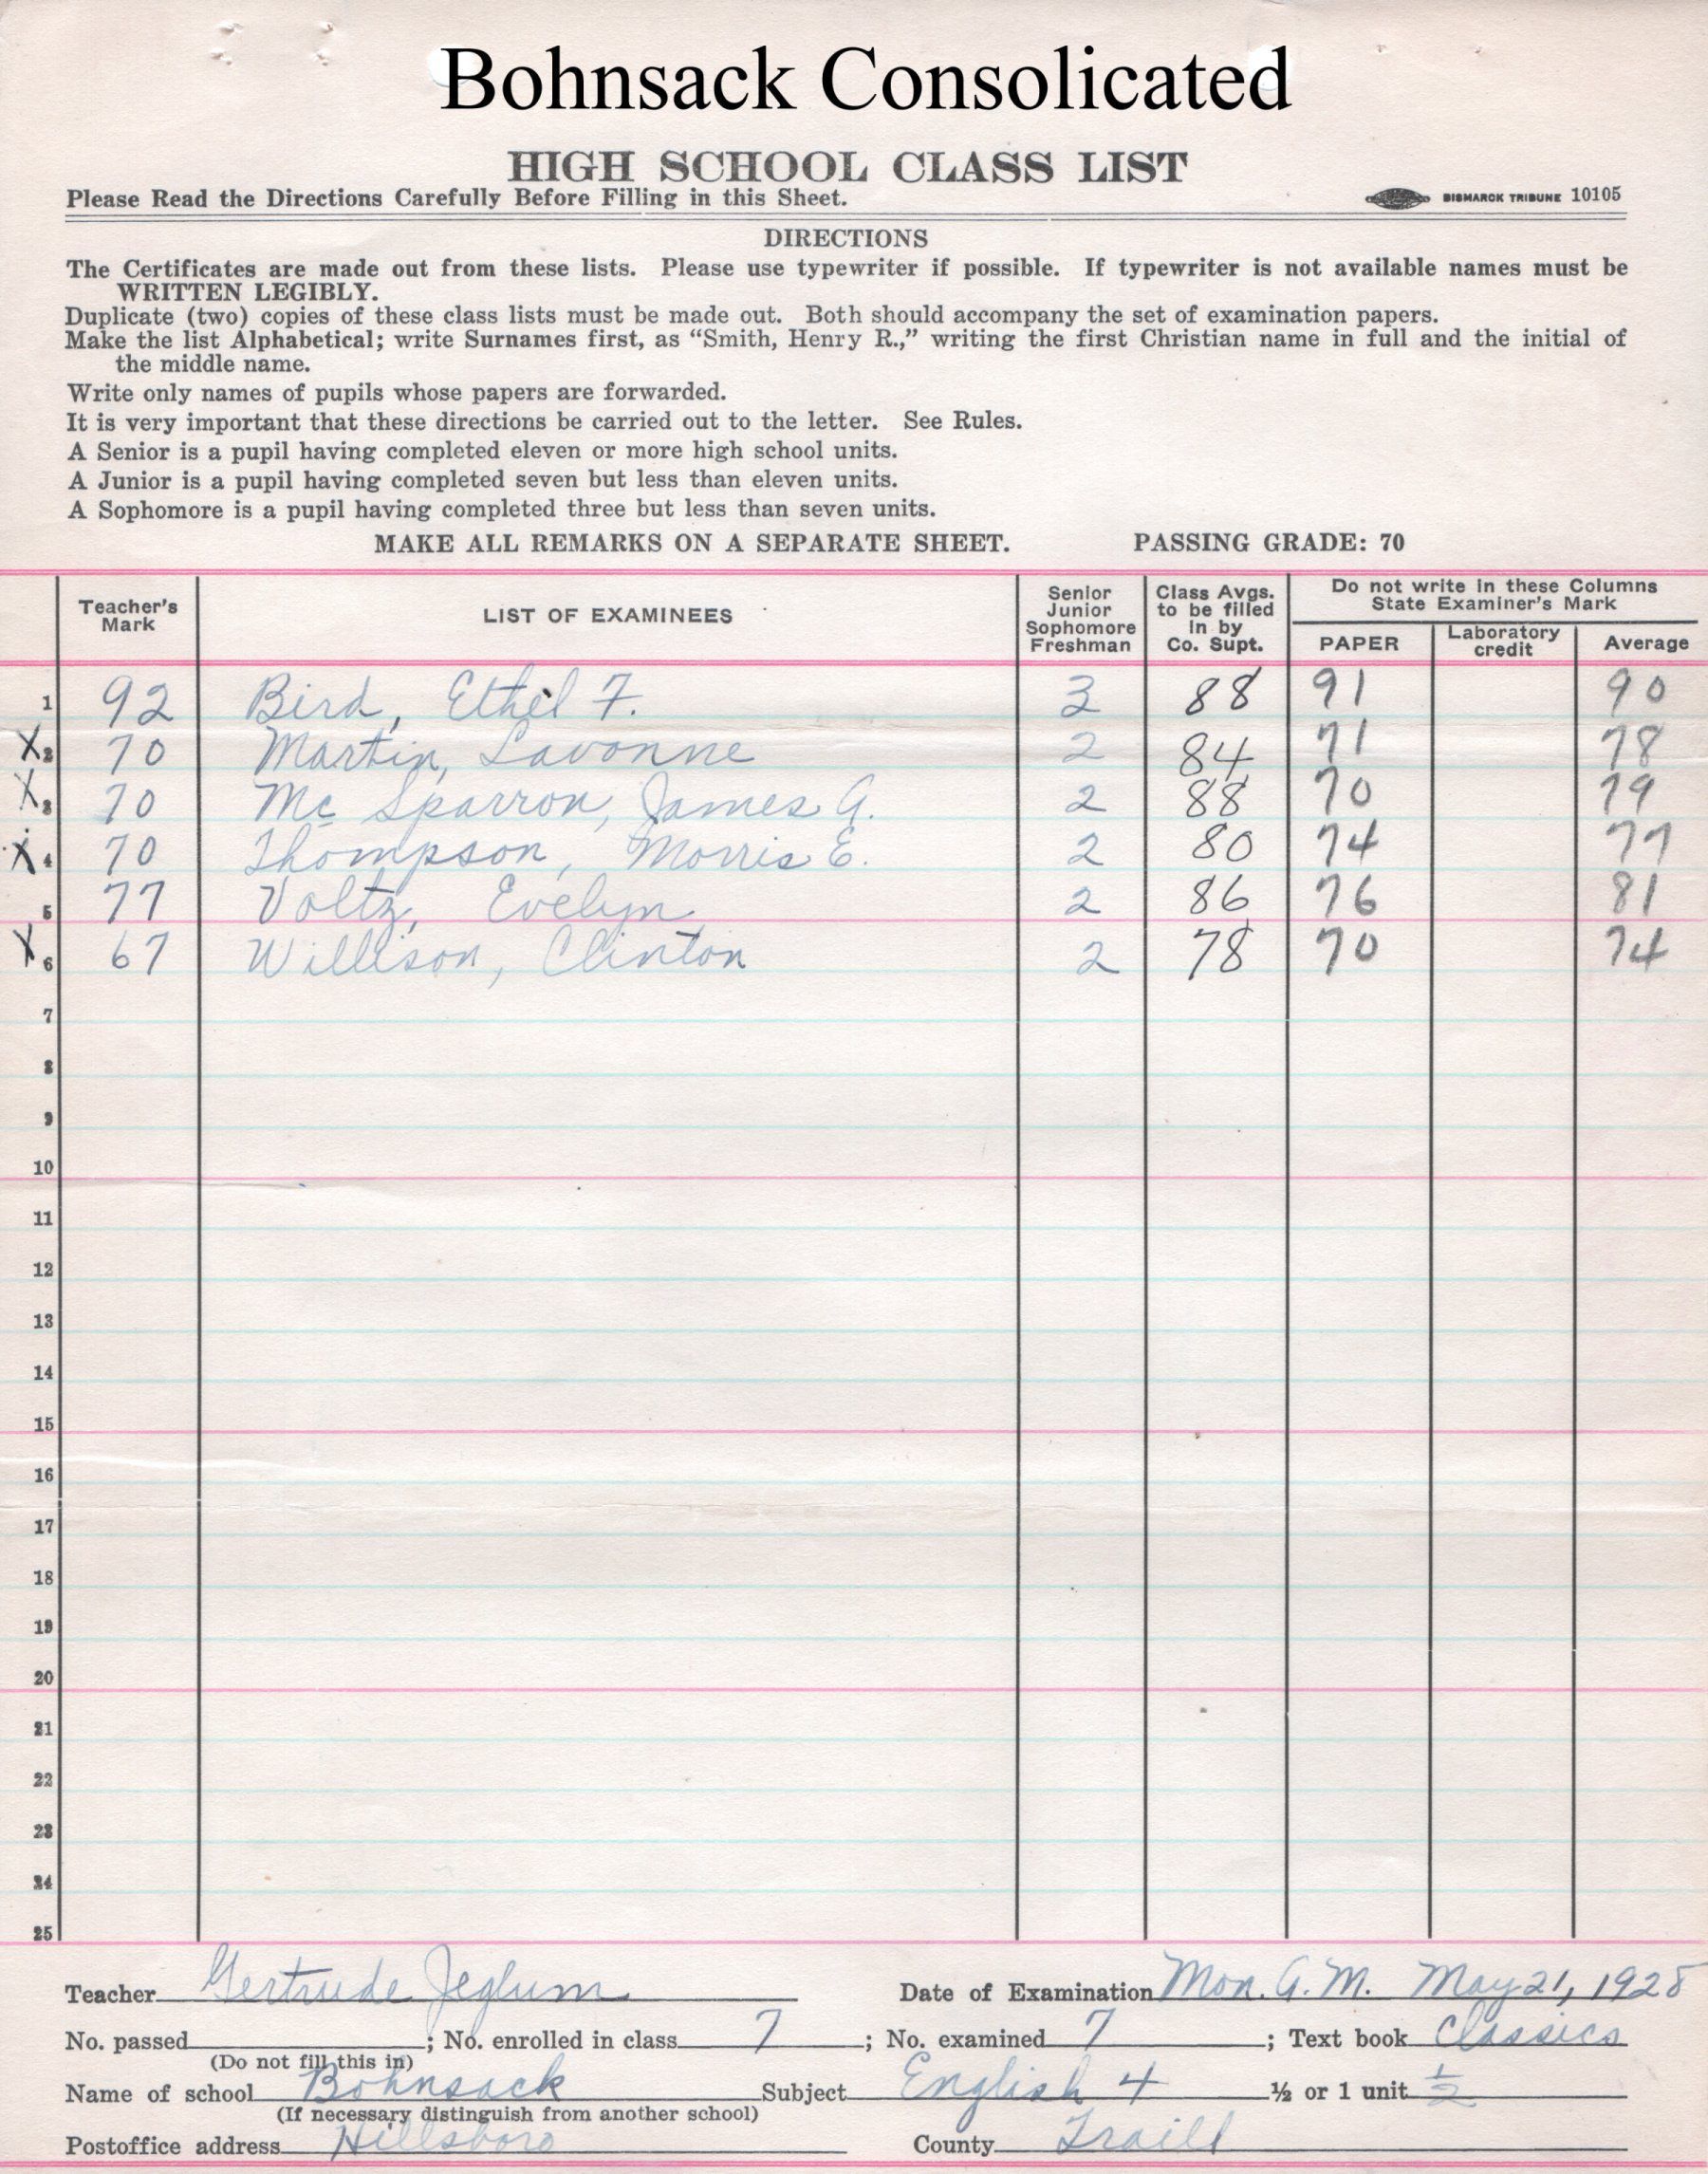 Bohnsack Consolicated
HIGH SCHOOL CLASS LIST
Please Read the Directions Carefully Before Filling in this Sheet. BISMARCK TRIBUNE 10105
DIRECTIONS
The Certificates are made out from these lists. Please use typewriter if possible. If typewriter is not available names must be
WRITTEN LEGIBLY.
Duplicate (two) copies of these class lists must be made out. Both should accompany the set of examination papers.
Make the list Alphabetical; write Surnames first, as “Smith, Henry R.,” writing the first Christian name in full and the initial of
the middle name.
Write only names of pupils whose papers are forwarded.
It is very important that these directions be carried out to the letter. See Rules.
A Senior is a pupil having completed eleven or more high school units.
A Junior is a pupil having completed seven but less than eleven units.
A Sophomore is a pupil having completed three but less than seven units.
MAKE ALL REMARKS ON A SEPARATE SHEET. PASSING GRADE: 70
Teacher's Mark LIST OF EXAMINEES Senior Junior Sophomore Freshman Class Avgs. to be filled in by Co. Supt. Do not write in these Columns State Examiner's Mark PAPER Laboratory credit Average
1 92 Bird, Ethel F. 3 88 91 90
X 2 70 Martin, Lavonne 2 84 71 78
X 3 70 Mc Sparron, James A. 2 88 70 79
X 4 70 Thompson, Morris E. 2 80 74 77
5 77 Voltz, Evelyn 2 86 76 81
X 6 67 Willison, Clinton 2 78 70 74
7
8
9
10
11
12
13
14
15
16
17
18
19
20
21
22
23
24
25
Teacher Gertrude Jeglum Date of Examination Mon. A.M. May 21, 1928
No. passed ; No. enrolled in class 7 ; No. examined 7 ; Text book Classics
(Do not fill this in)
Name of school Bohnsack Subject English 4 ½ or 1 unit ½
(If necessary distinguish from another school)
Postoffice address Hillsboro County Traill